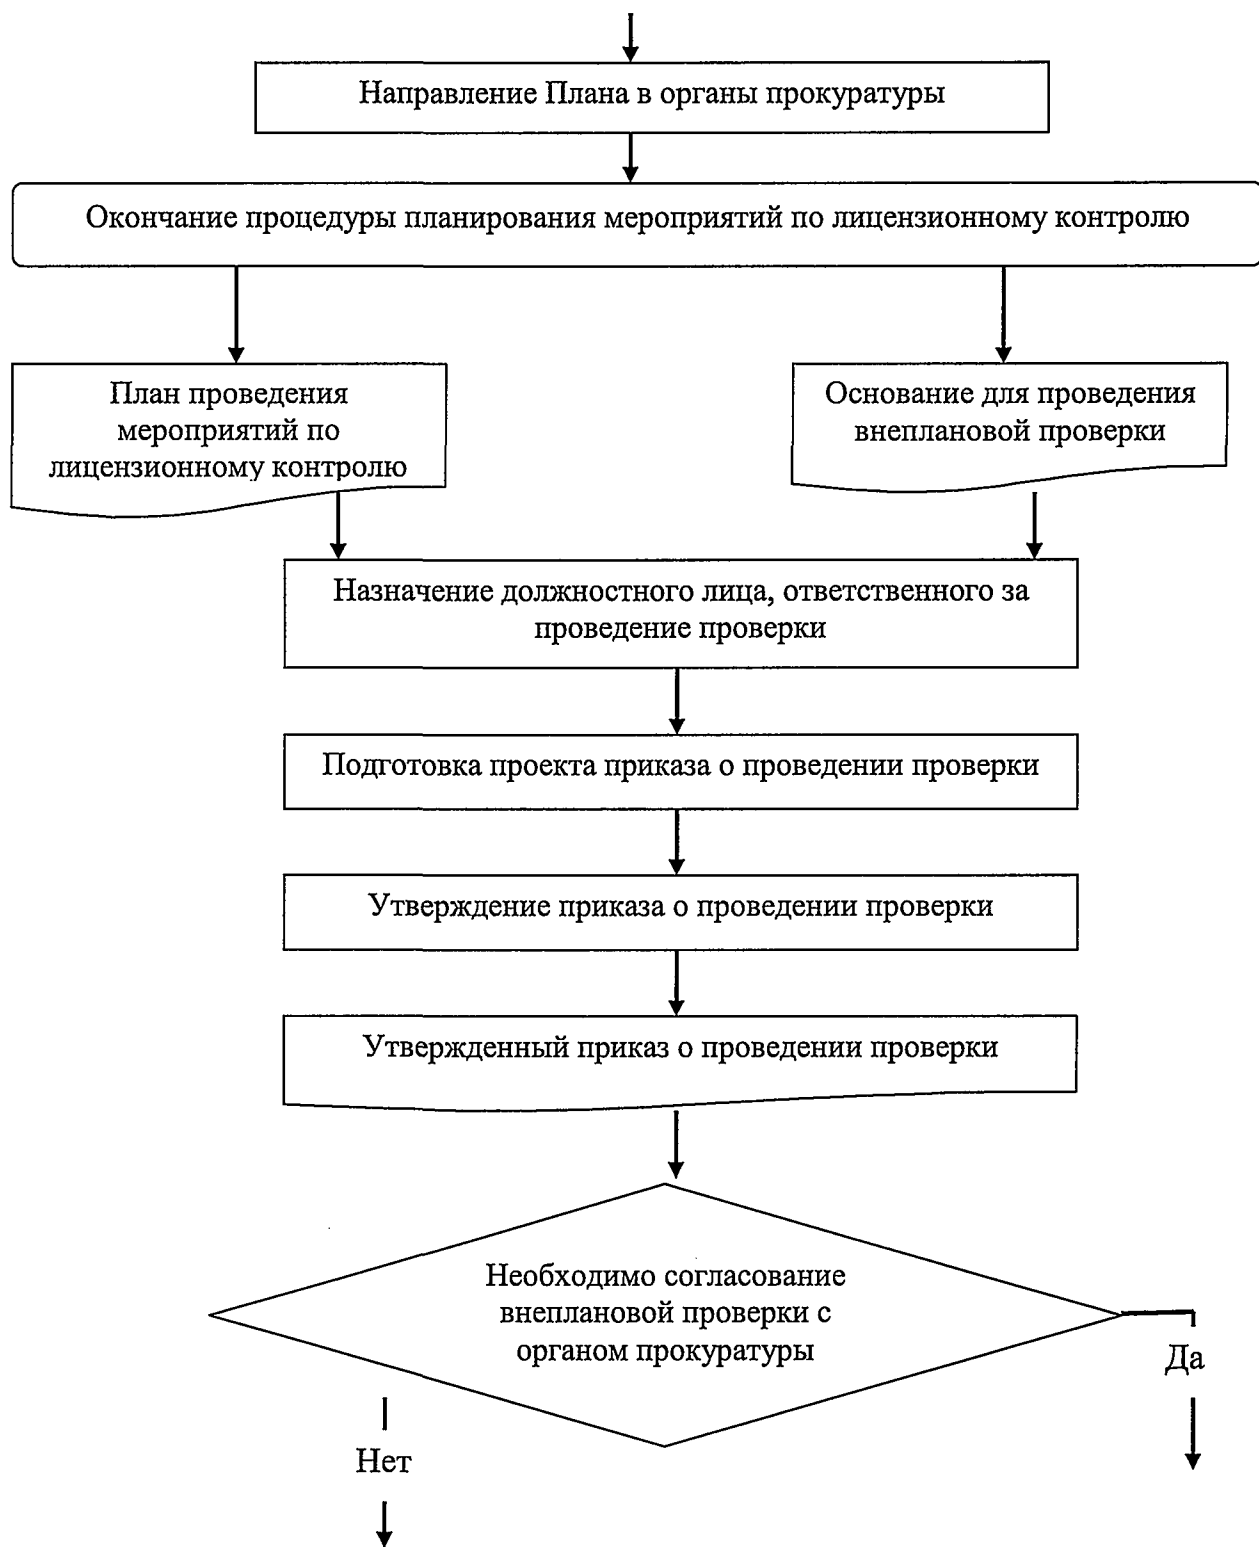 Направление Плана в органы прокуратуры
Окончание процедуры планирования мероприятий по лицензионному контролю
План проведения
мероприятий по
лицензионному контролю
Основание для проведения
внеплановой проверки
Назначение должностного лица, ответственного за
проведение проверки
Подготовка проекта приказа о проведении проверки
Утверждение приказа о проведении проверки
Утвержденный приказ о проведении проверки
Необходимо согласование
внеплановой проверки с
органом прокуратуры
Да
Нет